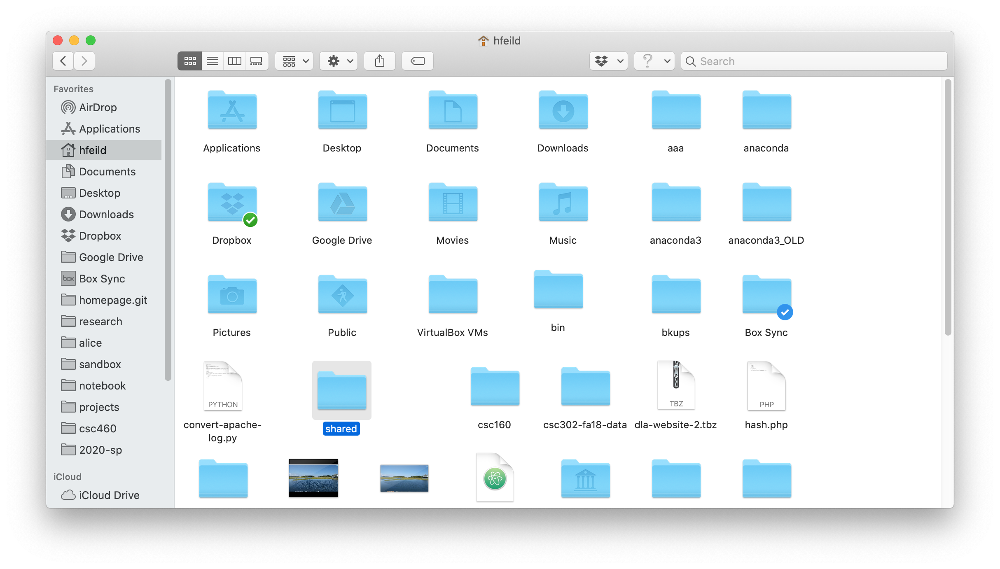 hfeild
Search
Favorites
AirDrop
Applications
hfeild
Documents
Desktop
Downloads
Dropbox
Google Drive
box
Box Sync
homepage.git
research
alice
sandbox
notebook
projects
csc460
2020-sp
iCloud
iCloud Drive
Applications
Desktop
Documents
Downloads
aaa
anaconda
Dropbox
Google Drive
Movies
Music
anaconda3
anaconda3_OLD
Pictures
Public
VirtualBox VMs
bin
bkups
Box Sync
PYTHON
convert-apache-
log.py
shared
csc160
csc302-fa18-data
TBZ
dla-website-2.tbz
PHP
hash.php